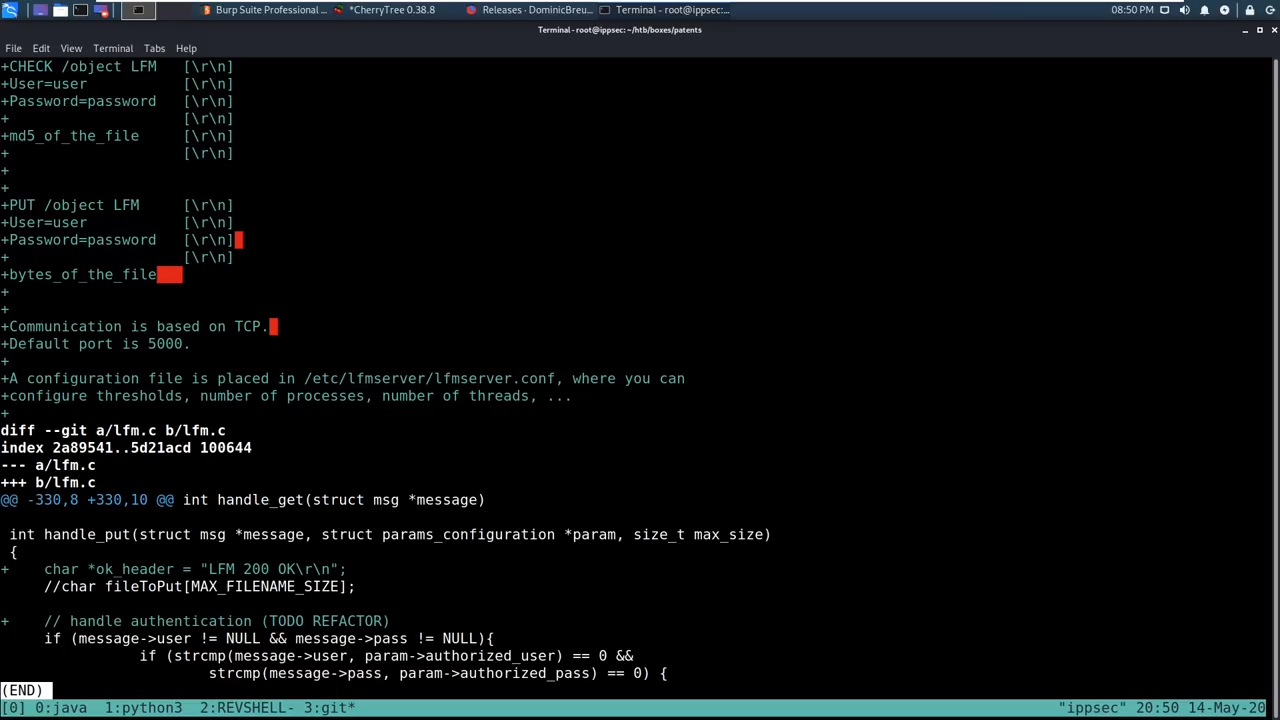 Burp Suite Professional ...
*CherryTree 0.38.8
Releases - DominicBreu...
Terminal - root@ippsec:...
08:50 PM
Terminal - root@ippsec: ~/htb/boxes/patents
File Edit View Terminal Tabs Help
+CHECK /object LFM   [\r\n]
+User=user           [\r\n]
+Password=password   [\r\n]
+                    [\r\n]
+md5_of_the_file     [\r\n]
+                    [\r\n]
+
+
+PUT /object LFM     [\r\n]
+User=user           [\r\n]
+Password=password   [\r\n]
+                    [\r\n]
+bytes_of_the_file
+
+
+Communication is based on TCP.
+Default port is 5000.
+
+A configuration file is placed in /etc/lfmserver/lfmserver.conf, where you can
+configure thresholds, number of processes, number of threads, ...
+
diff --git a/lfm.c b/lfm.c
index 2a89541..5d21acd 100644
--- a/lfm.c
+++ b/lfm.c
@@ -330,8 +330,10 @@ int handle_get(struct msg *message)
int handle_put(struct msg *message, struct params_configuration *param, size_t max_size)
{
+    char *ok_header = "LFM 200 OK\r\n";
//char fileToPut[MAX_FILENAME_SIZE];
+    // handle authentication (TODO REFACTOR)
if (message->user != NULL && message->pass != NULL){
if (strcmp(message->user, param->authorized_user) == 0 &&
strcmp(message->pass, param->authorized_pass) == 0) {
(END)
[0] 0:java  1:python3  2:REVSHELL- 3:git*
"ippsec" 20:50 14-May-20